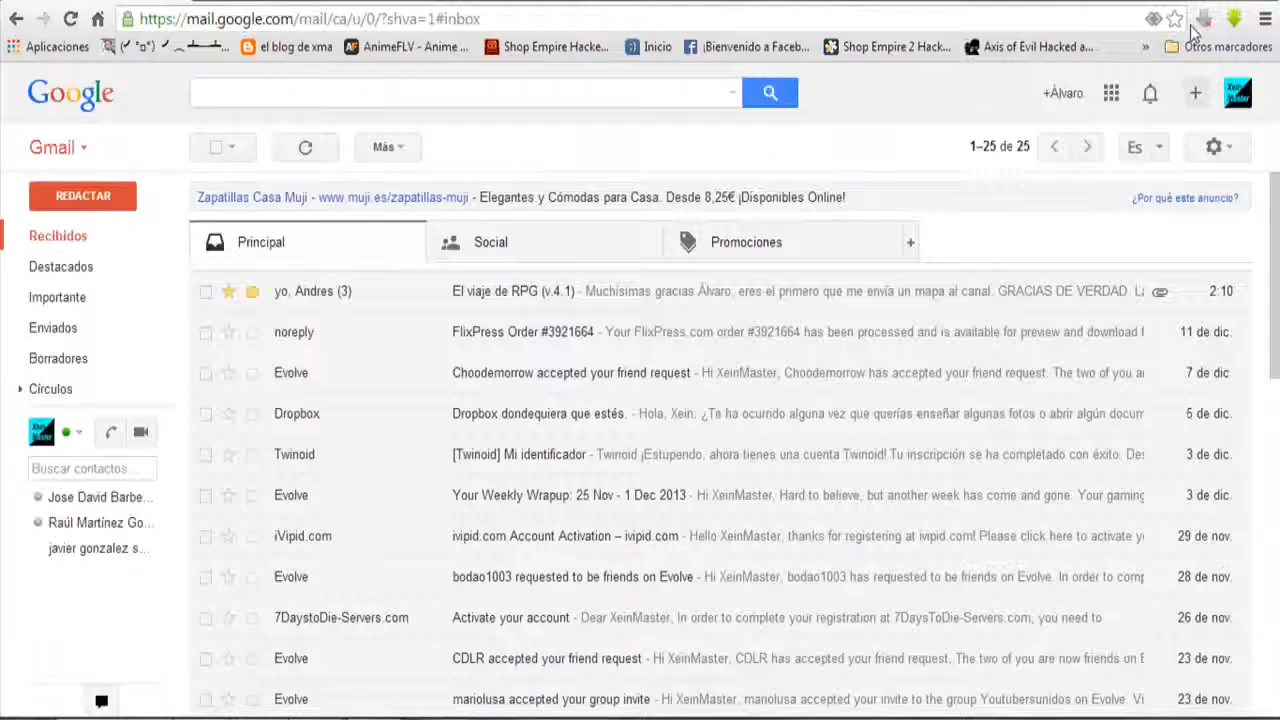 https://mail.google.com/mail/ca/u/0/?shva=1#inbox
Aplicaciones
el blog de xma
AnimeFLV - Anime ...
Shop Empire Hacke...
Inicio
¡Bienvenido a Faceb...
Shop Empire 2 Hack...
Axis of Evil Hacked a...
»
Otros marcadores
Google
+Álvaro
Xein Master
Gmail
Más
1–25 de 25
Es
REDACTAR
Zapatillas Casa Muji - www.muji.es/zapatillas-muji - Elegantes y Cómodas para Casa. Desde 8,25€ ¡Disponibles Online!
¿Por qué este anuncio?
Recibidos
Destacados
Importante
Enviados
Borradores
Círculos
Buscar contactos...
Jose David Barbe...
Raúl Martínez Go...
javier gonzalez s...
Principal
Social
Promociones
+
yo, Andres (3) El viaje de RPG (v.4.1) - Muchísimas gracias Álvaro, eres el primero que me envía un mapa al canal. GRACIAS DE VERDAD. 2:10
noreply FlixPress Order #3921664 - Your FlixPress.com order #3921664 has been processed and is available for preview and download 11 de dic.
Evolve Choodemorrow accepted your friend request - Hi XeinMaster, Choodemorrow has accepted your friend request. The two of you 7 de dic
Dropbox Dropbox dondequiera que estés. - Hola, Xein: ¿Te ha ocurrido alguna vez que querías enseñar algunas fotos o abrir algún docum 5 de dic.
Twinoid [Twinoid] Mi identificador - Twinoid ¡Estupendo, ahora tienes una cuenta Twinoid! Tu inscripción se ha completado con éxito. 3 de dic.
Evolve Your Weekly Wrapup: 25 Nov - 1 Dec 2013 - Hi XeinMaster, Hard to believe, but another week has come and gone. Your gaming 3 de dic.
iVipid.com ivipid.com Account Activation – ivipid.com - Hello XeinMaster, thanks for registering at ivipid.com! Please click here to activate 29 de nov.
Evolve bodao1003 requested to be friends on Evolve - Hi XeinMaster, bodao1003 has requested to be friends on Evolve. In order to comp 28 de nov.
7DaystoDie-Servers.com Activate your account - Dear XeinMaster, In order to complete your registration at 7DaysToDie-Servers.com, you need to 26 de nov.
Evolve CDLR accepted your friend request - Hi XeinMaster, CDLR has accepted your friend request. The two of you are now friends on 23 de nov.
Evolve mariolusa accepted your group invite - Hi XeinMaster, mariolusa accepted your invite to the group Youtubersunidos on Evolve. 23 de nov.